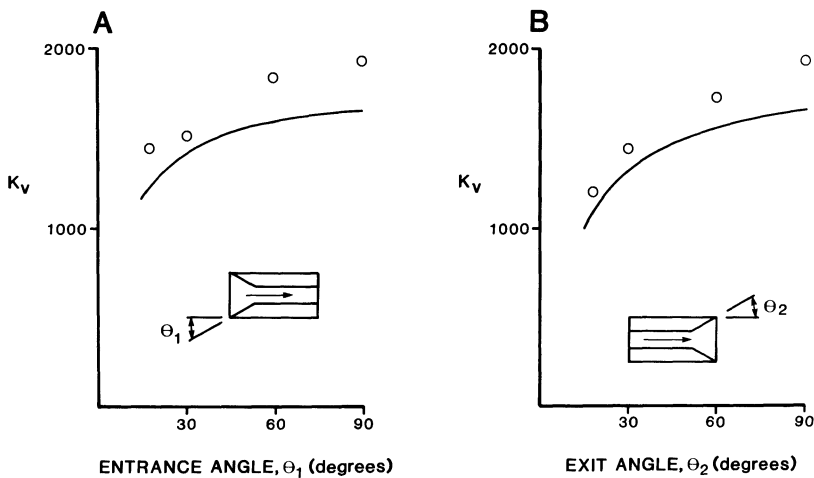 A
2000
1000
Kv
Θ1
30 60 90
ENTRANCE ANGLE, Θ1 (degrees)
B
2000
1000
Kv
Θ2
30 60 90
EXIT ANGLE, Θ2 (degrees)